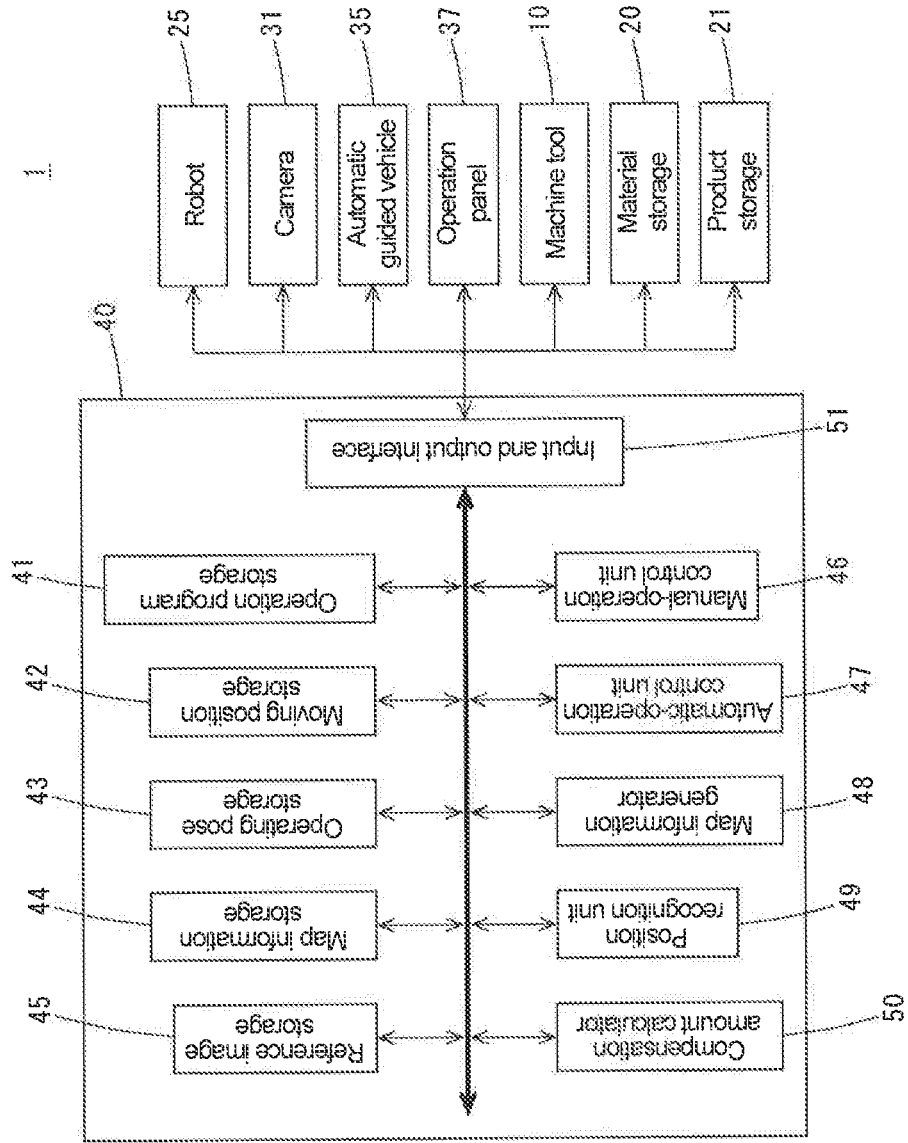 1
40
25
Robot
31
Camera
35
Automatic
guided vehicle
37
Operation
panel
10
Machine tool
20
Material
storage
21
Product
storage
51
Input and output interface
41
Operation program
storage
42
Moving position
storage
43
Operating pose
storage
44
Map information
storage
45
Reference image
storage
46
Manual-operation
control unit
47
Automatic-operation
control unit
48
Map information
generator
49
Position
recognition unit
50
Compensation
amount calculator